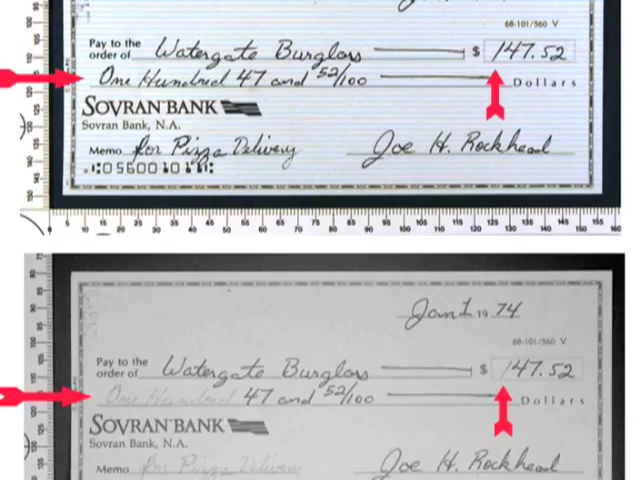 68-101/560 V
Pay to the
order of Watergate Burglars $ 147.52
One Hundred 47 and 52/100 Dollars
SOVRAN BANK
Sovran Bank, N.A.
Memo for Pizza Delivery Joe H. Rockhead
⑆056001011⑆
Jan 1 19 74
68-101/560 V
Pay to the
order of Watergate Burglars $ 147.52
One Hundred 47 and 52/100 Dollars
SOVRAN BANK
Sovran Bank, N.A.
Memo for Pizza Delivery Joe H. Rockhead